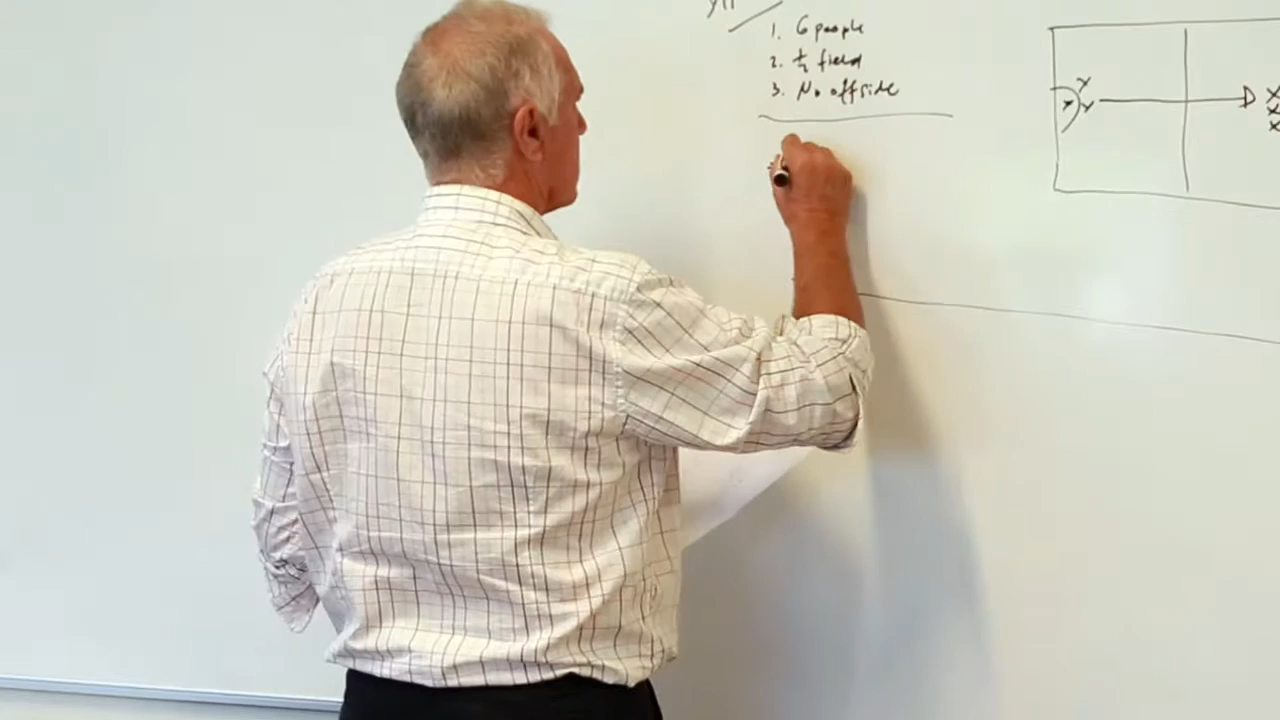 1. 6 people
2. ½ field
3. No offside